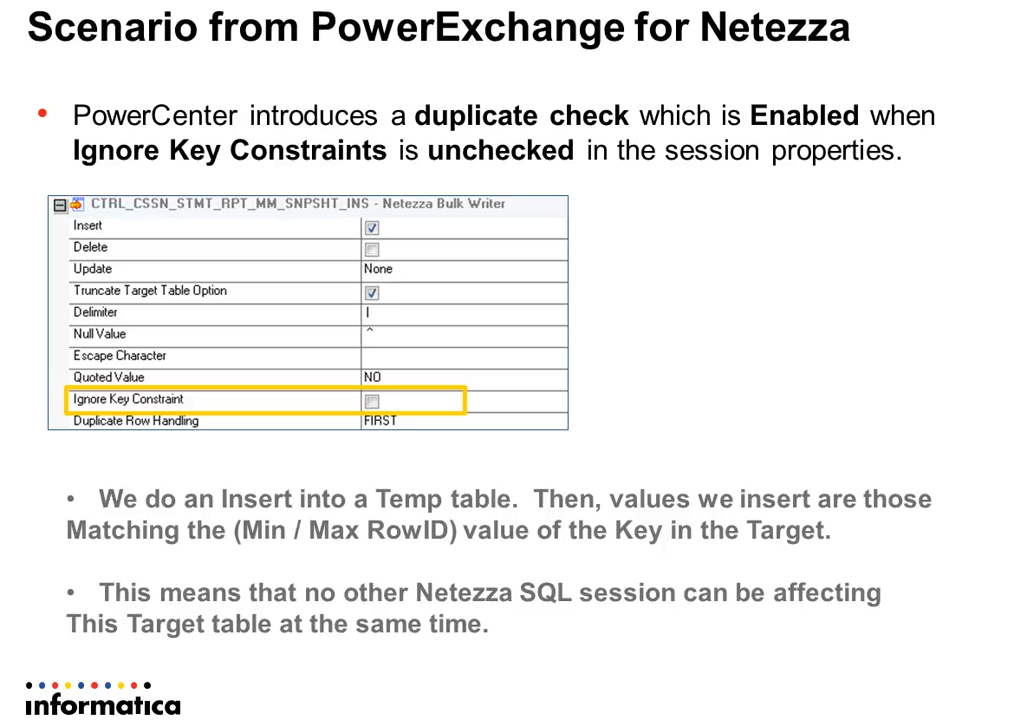 Scenario from PowerExchange for Netezza
• PowerCenter introduces a duplicate check which is Enabled when
Ignore Key Constraints is unchecked in the session properties.
CTRL_CSSN_STMT_RPT_MM_SNPSHT_INS - Netezza Bulk Writer
Insert
Delete
Update None
Truncate Target Table Option
Delimiter |
Null Value ^
Escape Character
Quoted Value NO
Ignore Key Constraint
Duplicate Row Handling FIRST
• We do an Insert into a Temp table. Then, values we insert are those
Matching the (Min / Max RowID) value of the Key in the Target.
• This means that no other Netezza SQL session can be affecting
This Target table at the same time.
informatica